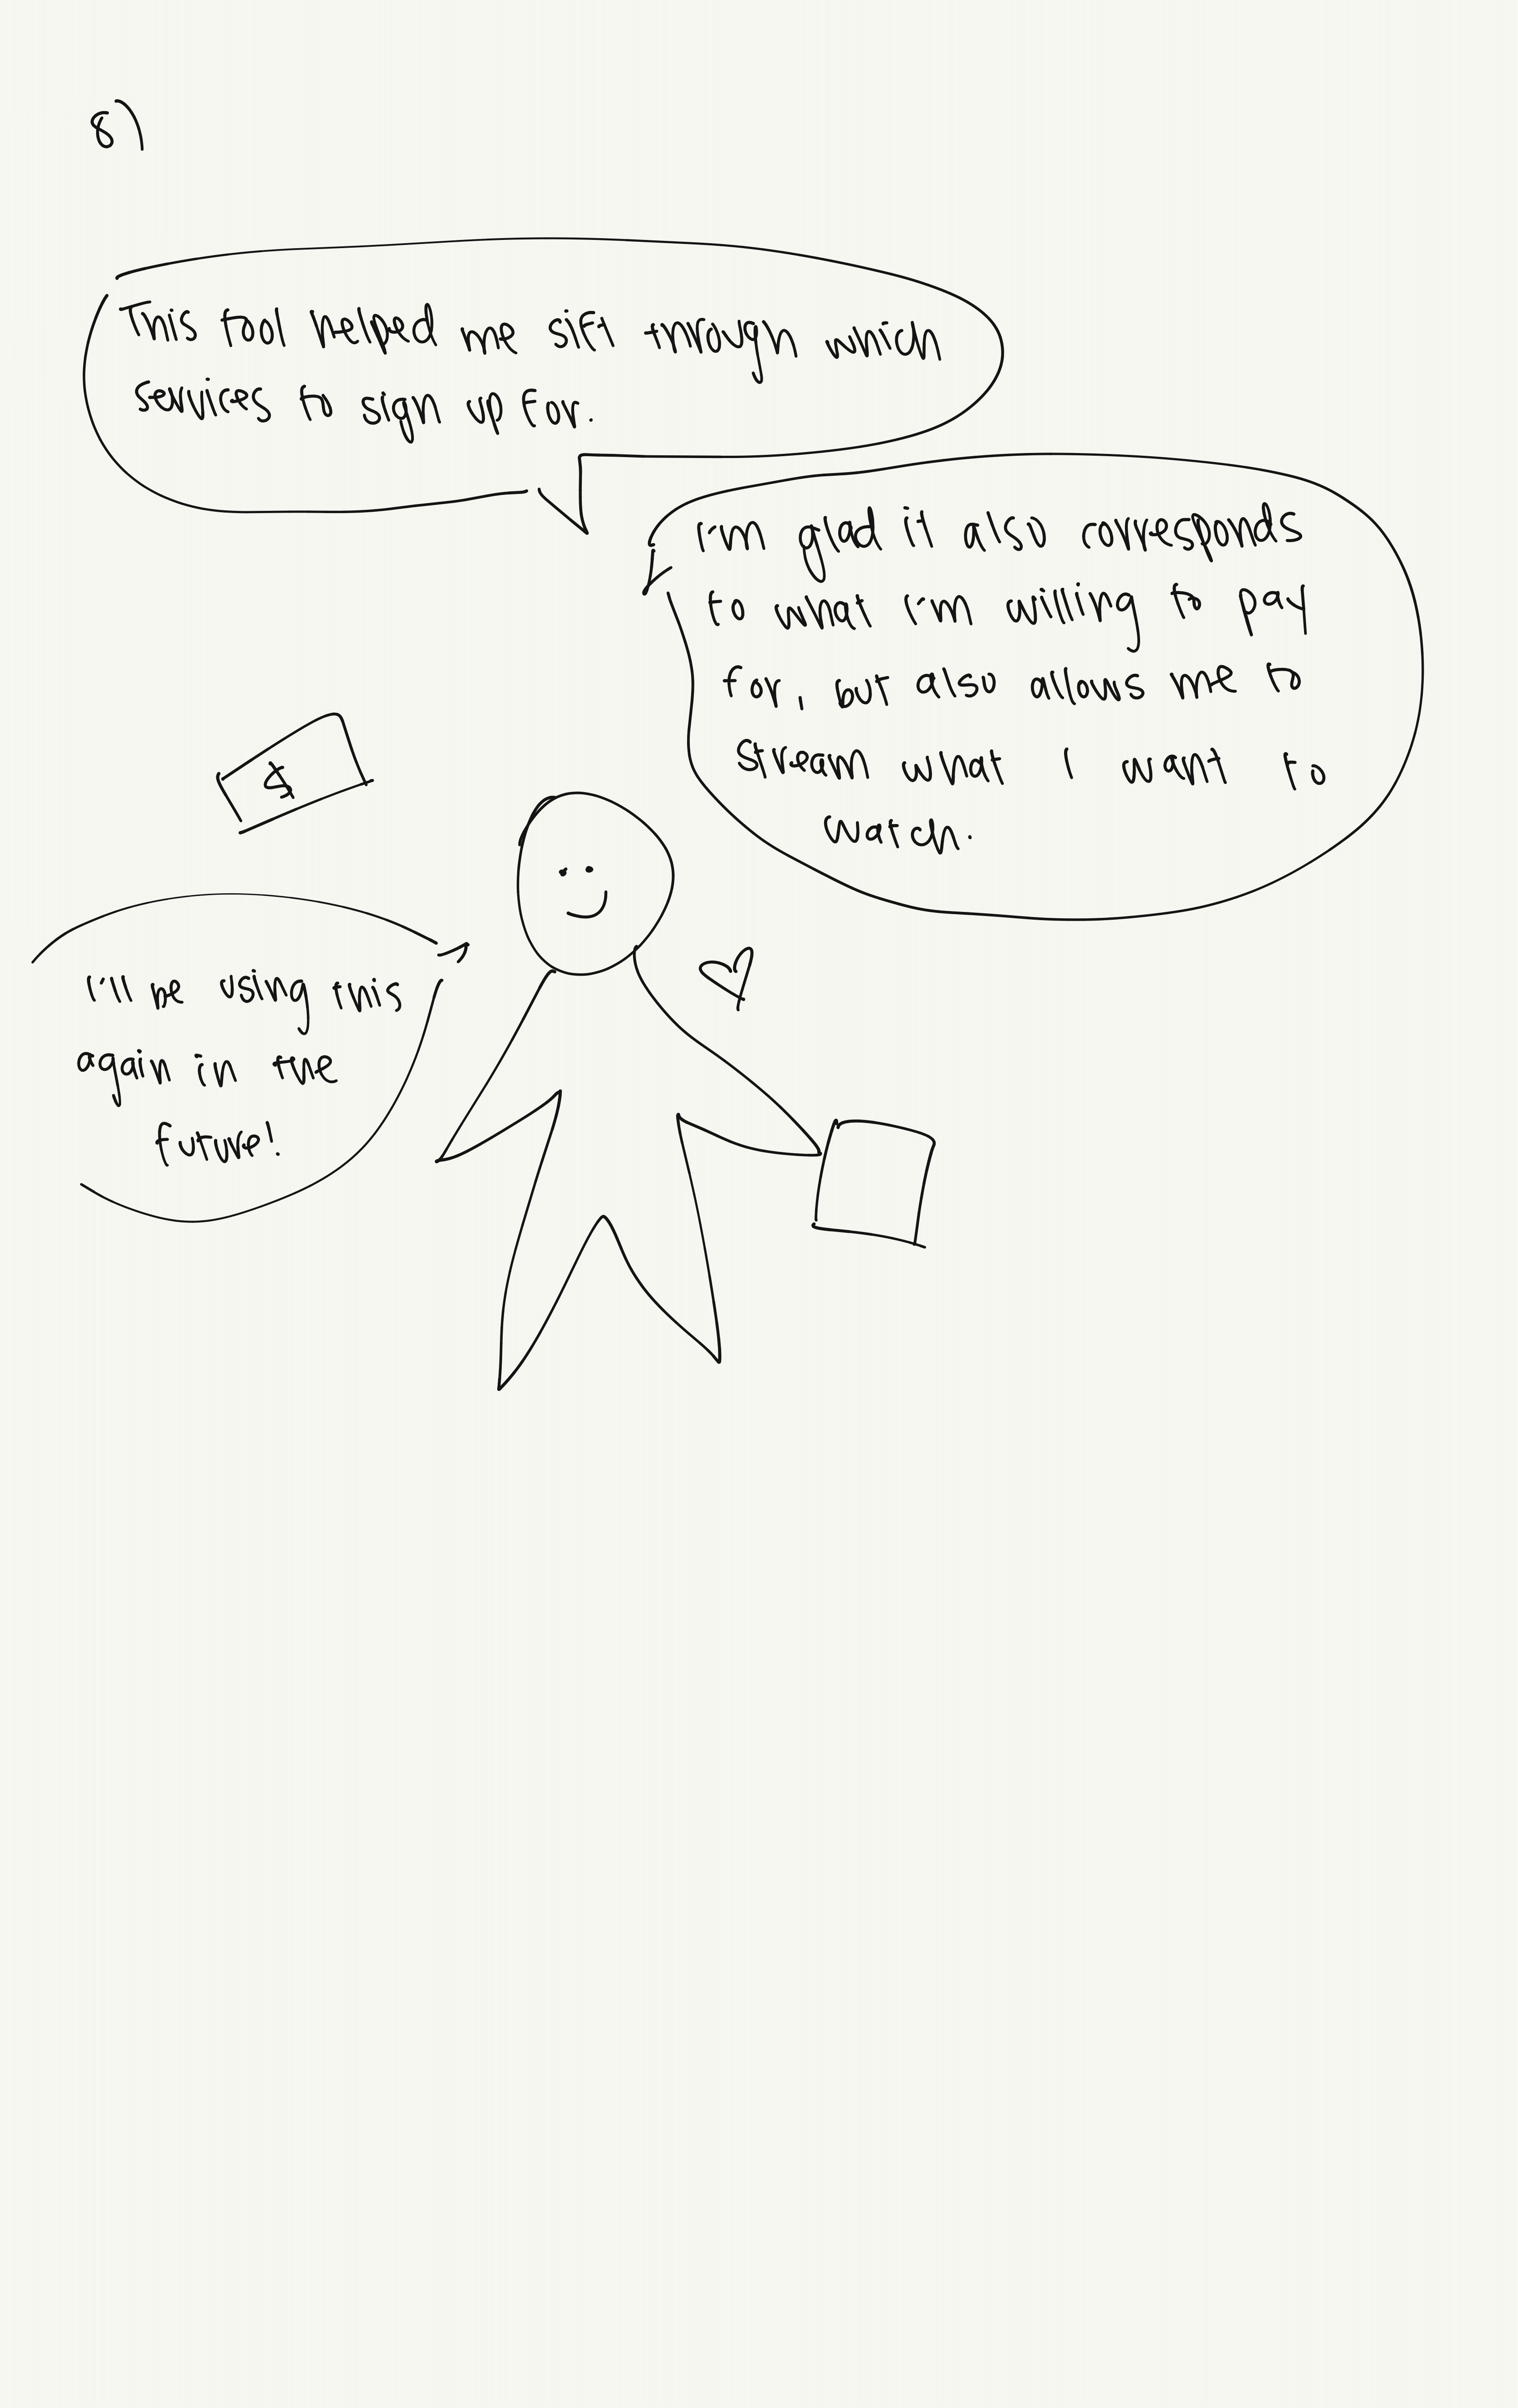 8)
This tool helped me sift through which
services to sign up for.
I'm glad it also corresponds
to what I'm willing to pay
for, but also allows me to
stream what I want to
watch.
$
I'll be using this
again in the
future!